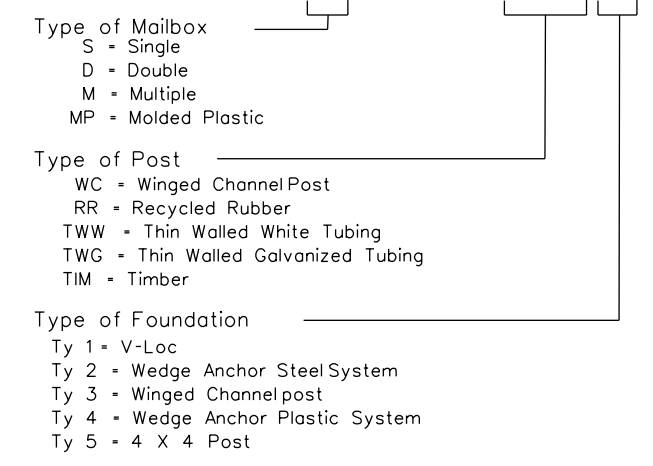 Type of Mailbox
S = Single
D = Double
M = Multiple
MP = Molded Plastic
Type of Post
WC = Winged Channel Post
RR = Recycled Rubber
TWW = Thin Walled White Tubing
TWG = Thin Walled Galvanized Tubing
TIM = Timber
Type of Foundation
Ty 1 = V-Loc
Ty 2 = Wedge Anchor Steel System
Ty 3 = Winged Channel post
Ty 4 = Wedge Anchor Plastic System
Ty 5 = 4 X 4 Post